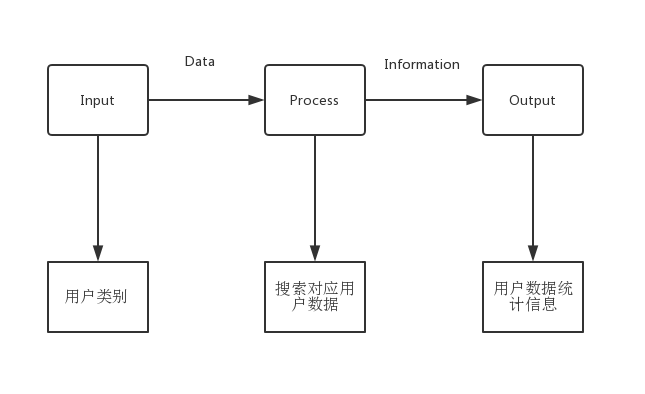 Data
Information
Input
Process
Output
用户类别
搜索对应用
户数据
用户数据统
计信息